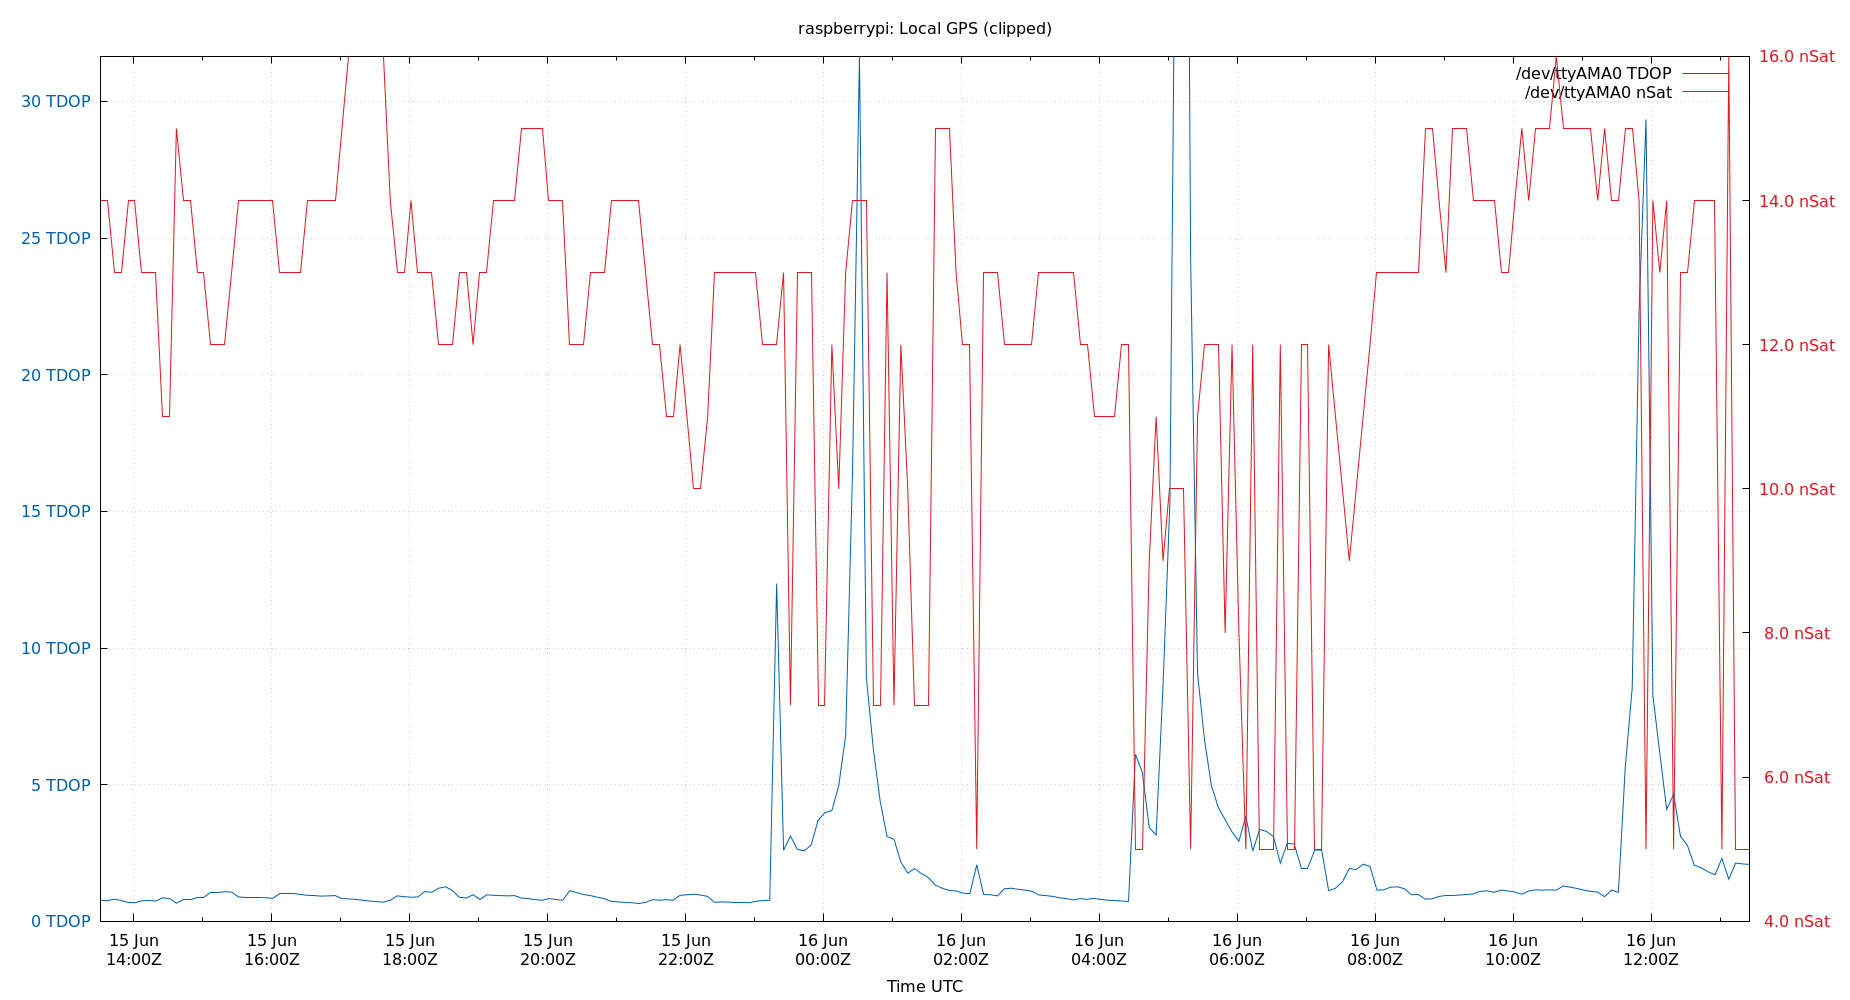 raspberrypi: Local GPS (clipped)
/dev/ttyAMA0 TDOP
/dev/ttyAMA0 nSat
30 TDOP
25 TDOP
20 TDOP
15 TDOP
10 TDOP
5 TDOP
0 TDOP
16.0 nSat
14.0 nSat
12.0 nSat
10.0 nSat
8.0 nSat
6.0 nSat
4.0 nSat
15 Jun
14:00Z
15 Jun
16:00Z
15 Jun
18:00Z
15 Jun
20:00Z
15 Jun
22:00Z
16 Jun
00:00Z
16 Jun
02:00Z
16 Jun
04:00Z
16 Jun
06:00Z
16 Jun
08:00Z
16 Jun
10:00Z
16 Jun
12:00Z
Time UTC